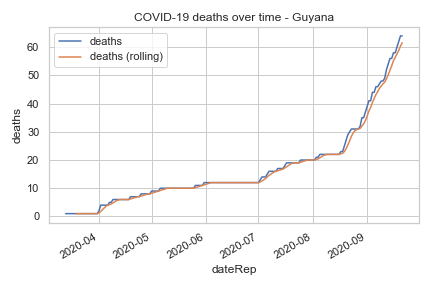 COVID-19 deaths over time - Guyana
deaths
deaths (rolling)
60
50
40
30
20
10
0
deaths
2020-04
2020-05
2020-06
2020-07
2020-08
2020-09
dateRep